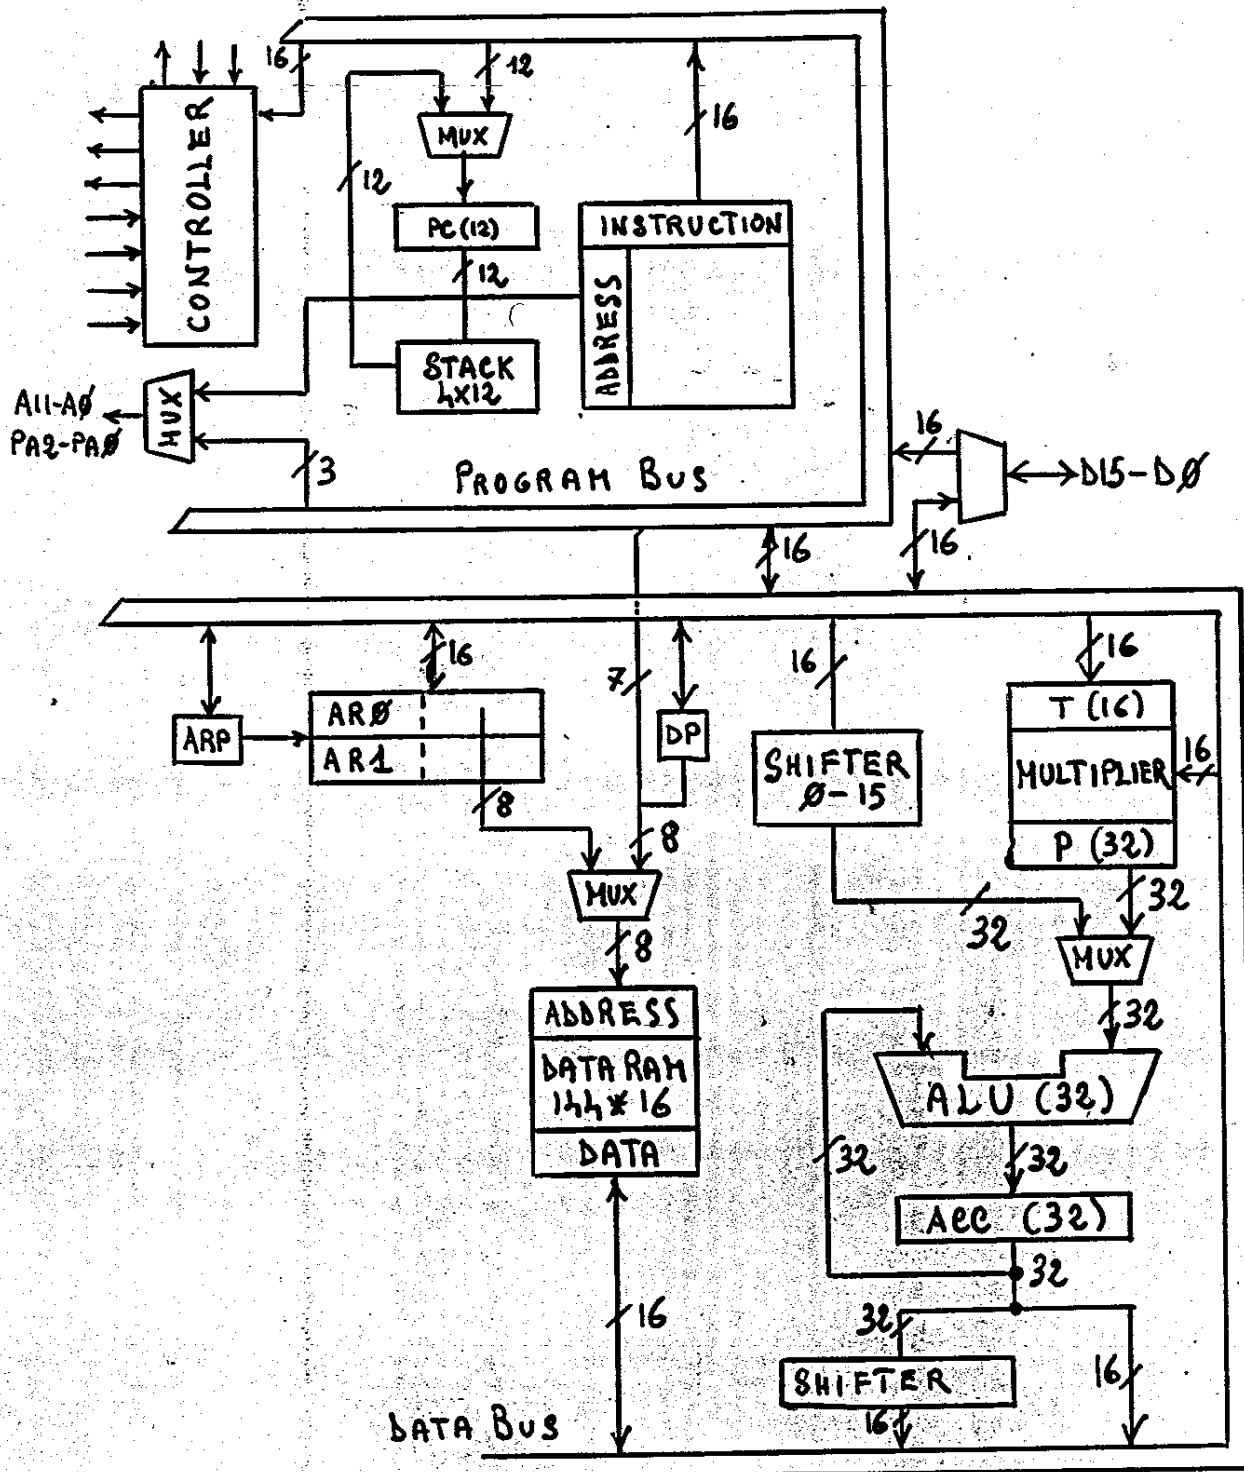 16
12
CONTROLLER
MUX
16
12
PC(12)
INSTRUCTION
12
ADDRESS
STACK
4X12
A11-AØ
PA2-PAØ
MUX
3
PROGRAM BUS
16
D15-DØ
16
16
16
7
16
16
ARP
ARØ
AR1
DP
SHIFTER
Ø-15
T (16)
MULTIPLIER
16
P (32)
8
8
MUX
32
32
8
MUX
32
ADDRESS
DATA RAM
144*16
DATA
ALU (32)
32
32
ACC (32)
32
16
32
SHIFTER
16
16
DATA BUS